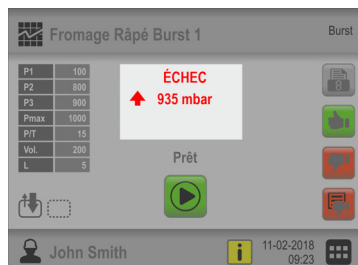 Fromage Râpé Burst 1
Burst
P1 100
P2 800
P3 900
Pmax 1000
P/T 15
Vol. 200
L 5
ÉCHEC
935 mbar
8
Prêt
John Smith
i
11-02-2018
09:23